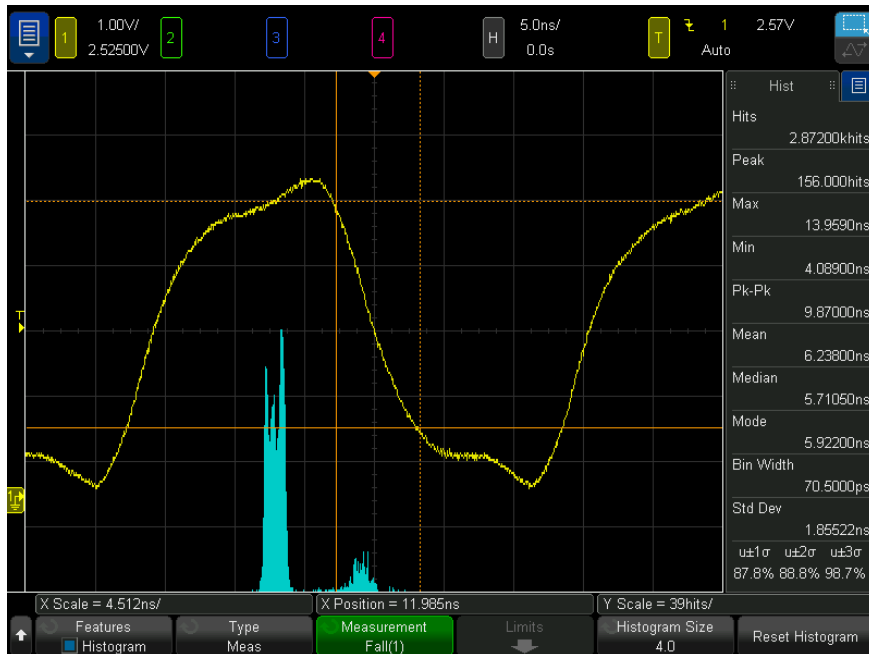 1 1.00V/ 2 3 4 H 5.0ns/ T 1 2.57V
2.52500V 0.0s Auto
Hist
Hits
2.87200khits
Peak
156.000hits
Max
13.9590ns
Min
4.08900ns
Pk-Pk
9.87000ns
Mean
6.23800ns
Median
5.71050ns
Mode
5.92200ns
Bin Width
70.5000ps
Std Dev
1.85522ns
u±1σ u±2σ u±3σ
87.8% 88.8% 98.7%
T
1
X Scale = 4.512ns/ X Position = 11.985ns Y Scale = 39hits/
Features Type Measurement Limits Histogram Size Reset Histogram
Histogram Meas Fall(1) 4.0